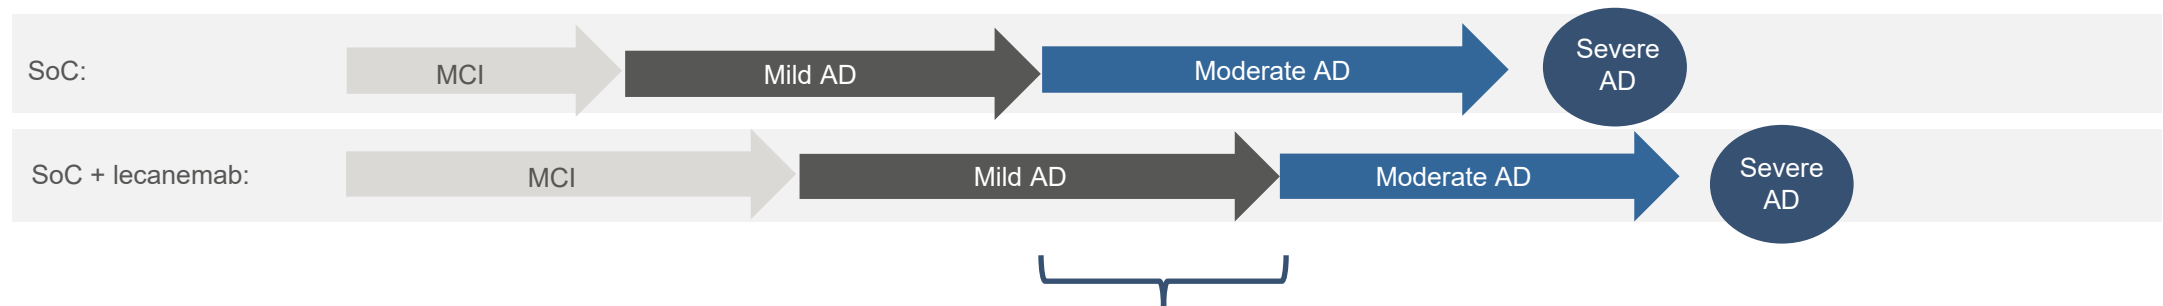 SoC:
MCI
Mild AD
Moderate AD
Severe
AD
SoC + lecanemab:
MCI
Mild AD
Moderate AD
Severe
AD